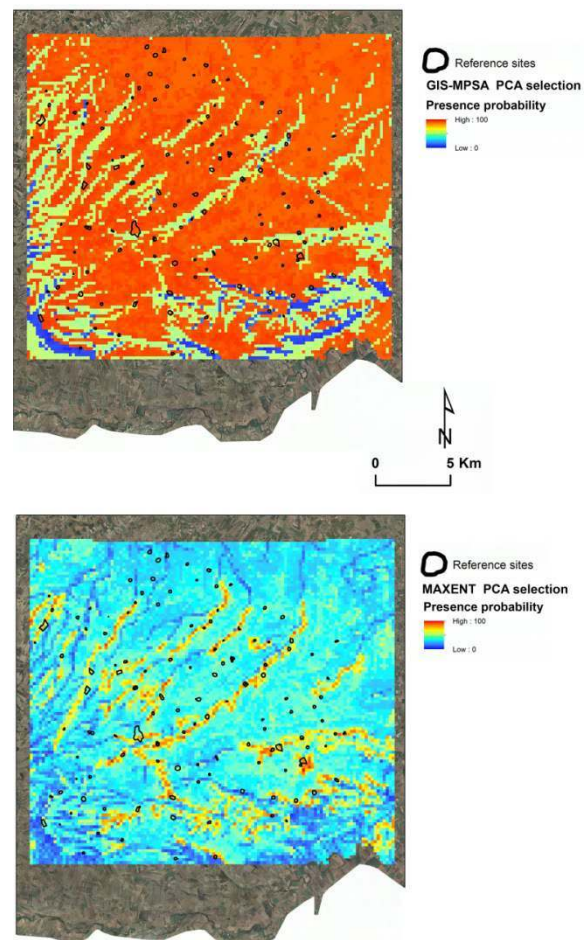 Reference sites
GIS-MPSA PCA selection
Presence probability
High : 100
Low : 0
N
0 5 Km
Reference sites
MAXENT PCA selection
Presence probability
High : 100
Low : 0